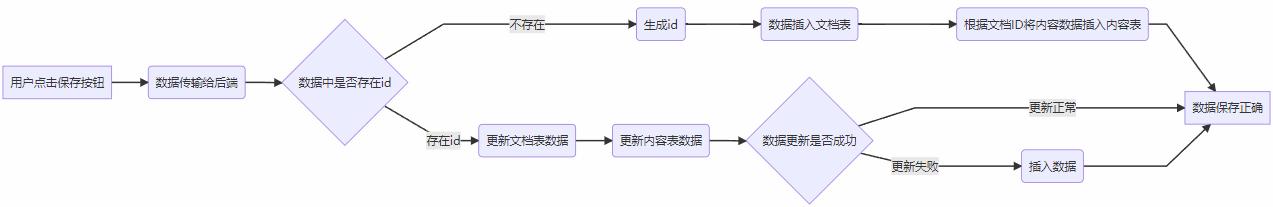 用户点击保存按钮
数据传输给后端
数据中是否存在id
不存在
生成id
数据插入文档表
根据文档ID将内容数据插入内容表
存在id
更新文档表数据
更新内容表数据
数据更新是否成功
更新正常
更新失败
插入数据
数据保存正确